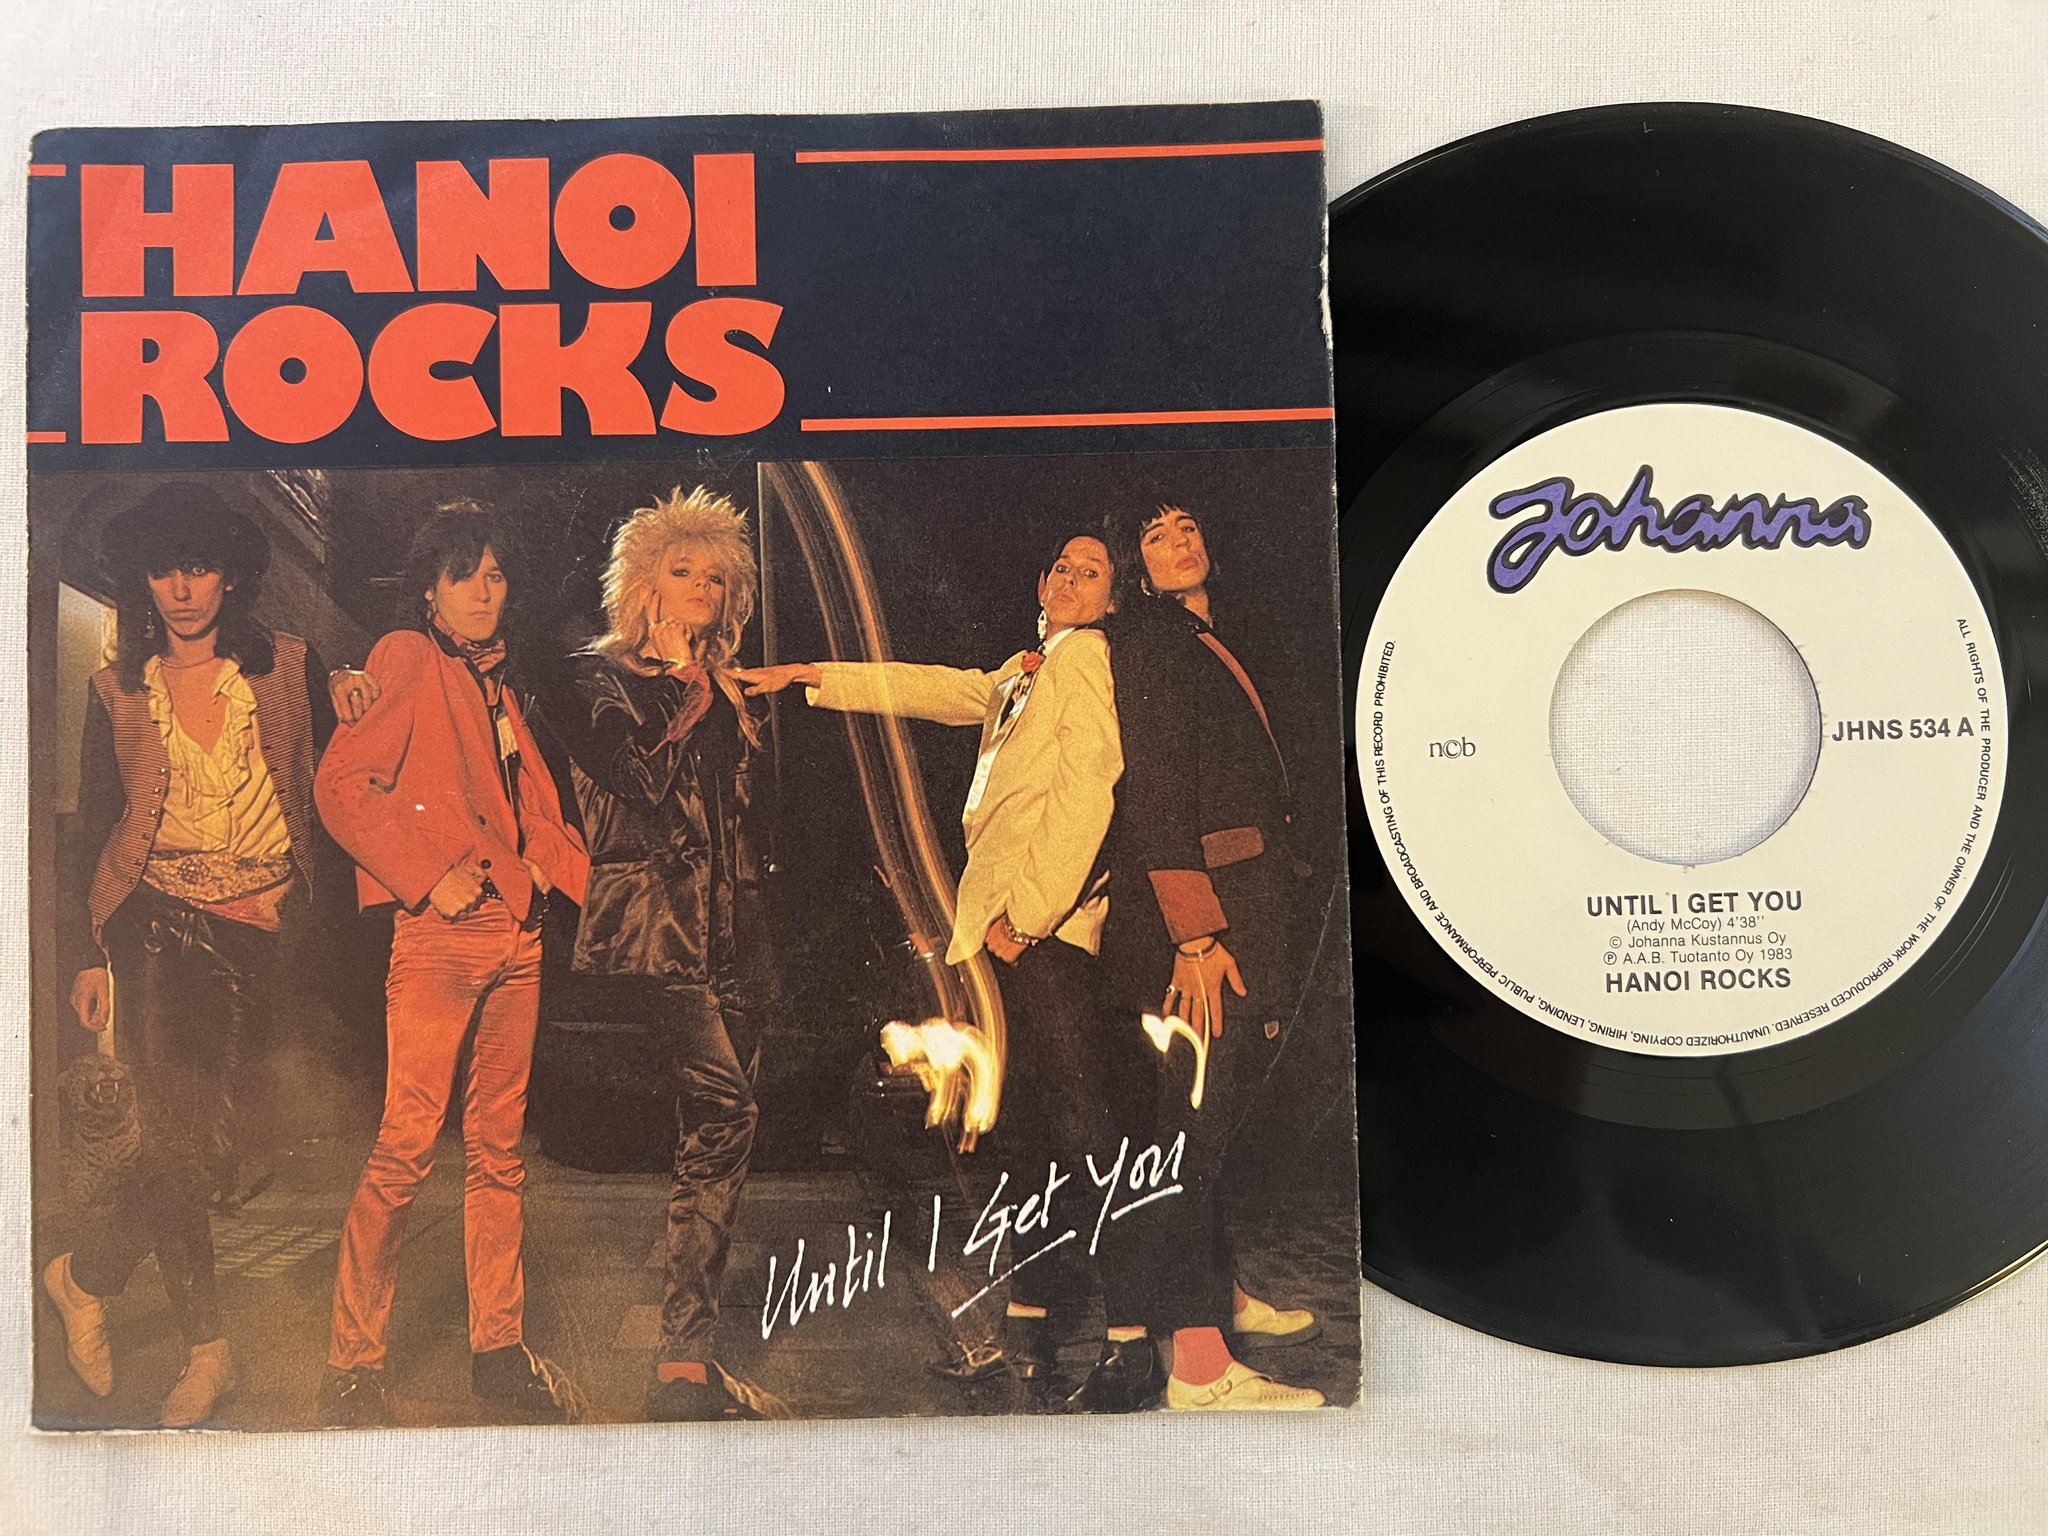 HANOI
ROCKS
Until I Get You
Johanna
ncb
JHNS 534 A
UNTIL I GET YOU
(Andy McCoy) 4'38''
© Johanna Kustannus Oy
℗ A.A.B. Tuotanto Oy 1983
HANOI ROCKS
ALL RIGHTS OF THE PRODUCER AND THE OWNER OF THE WORK REPRODUCED RESERVED. UNAUTHORIZED COPYING, HIRING, LENDING, PUBLIC PERFORMANCE AND BROADCASTING OF THIS RECORD PROHIBITED.